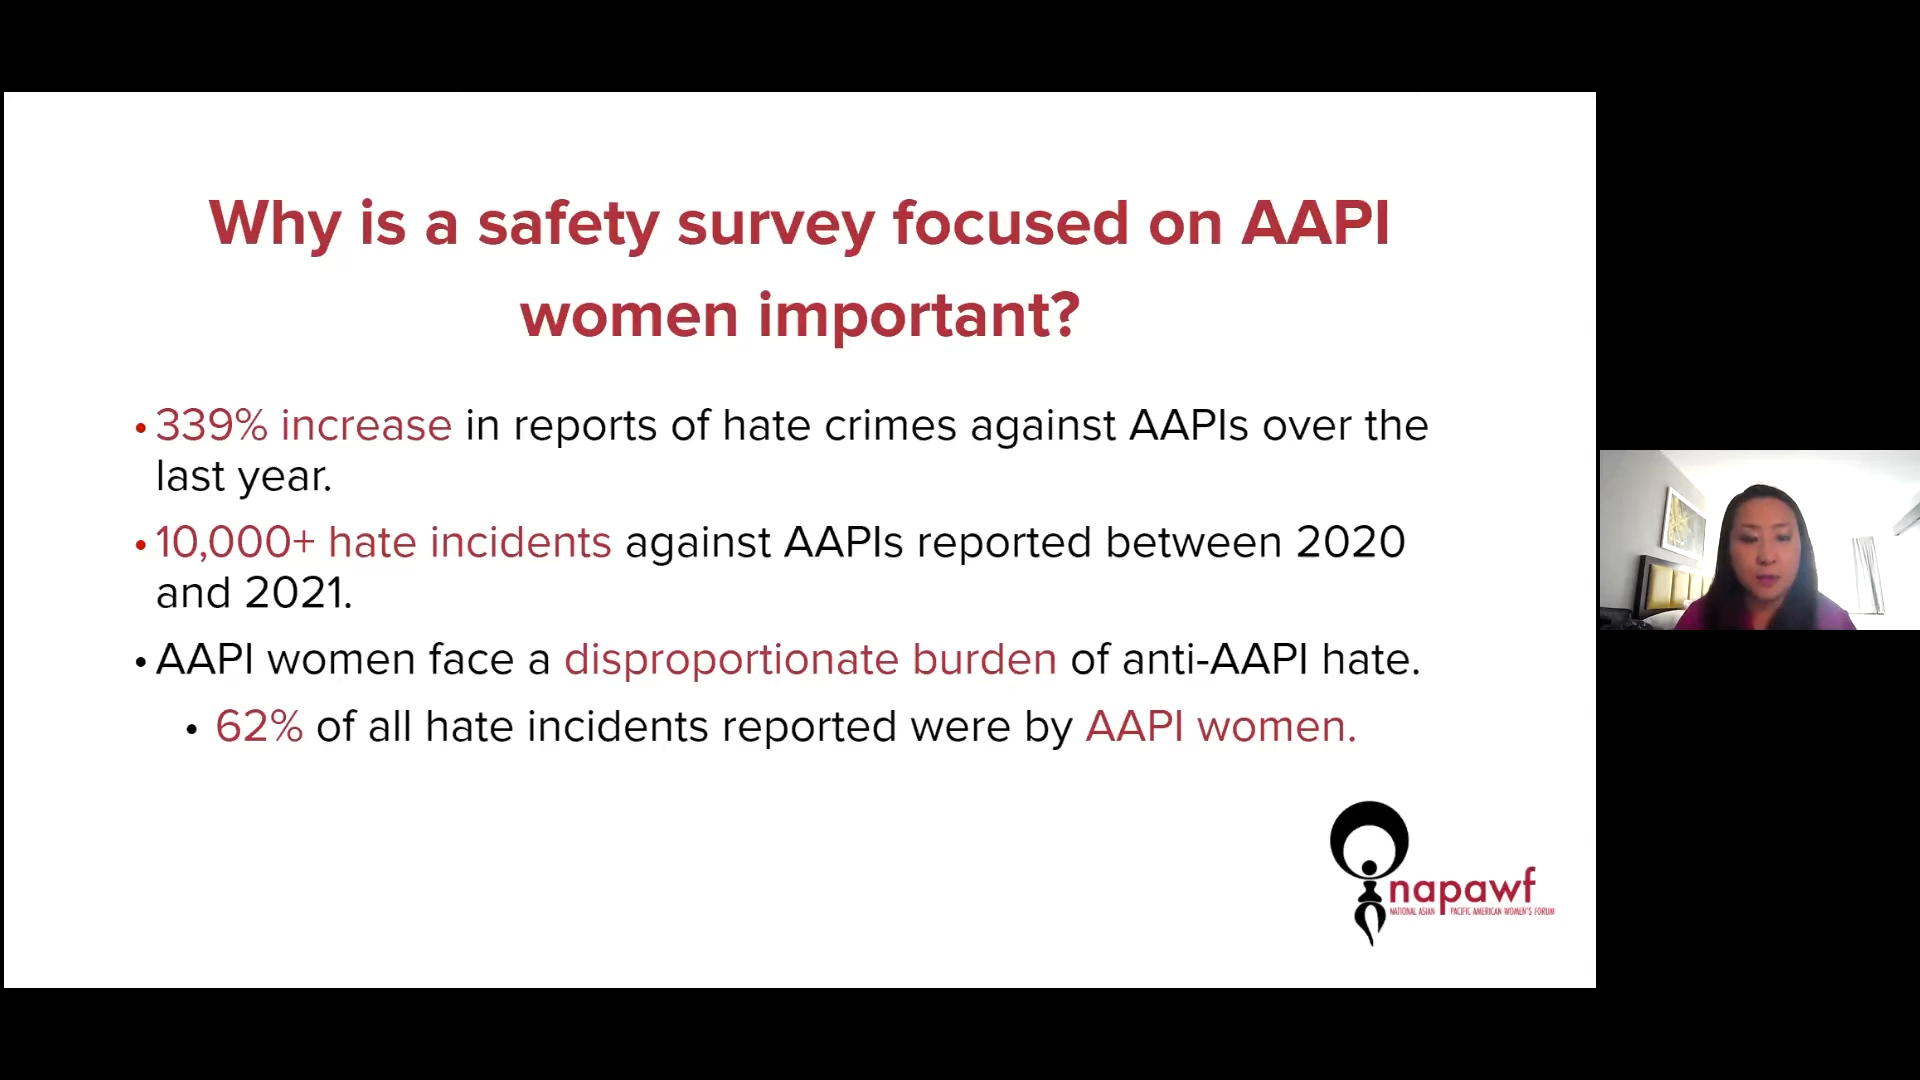 Why is a safety survey focused on AAPI
women important?
• 339% increase in reports of hate crimes against AAPIs over the
last year.
• 10,000+ hate incidents against AAPIs reported between 2020
and 2021.
• AAPI women face a disproportionate burden of anti-AAPI hate.
• 62% of all hate incidents reported were by AAPI women.
napawf
NATIONAL ASIAN PACIFIC AMERICAN WOMEN'S FORUM